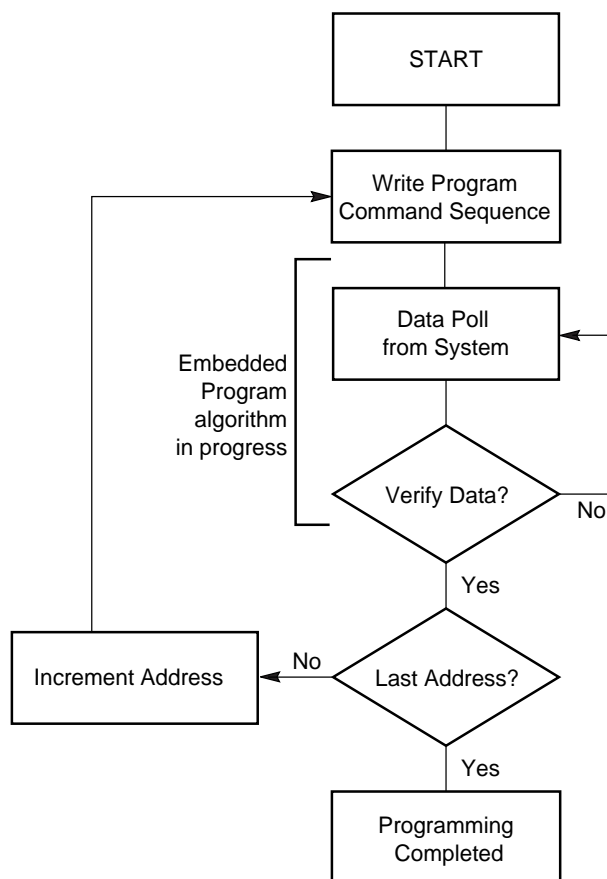 START
Write Program
Command Sequence
Data Poll
from System
Embedded
Program
algorithm
in progress
Verify Data?
No
Yes
No
Increment Address
Last Address?
Yes
Programming
Completed